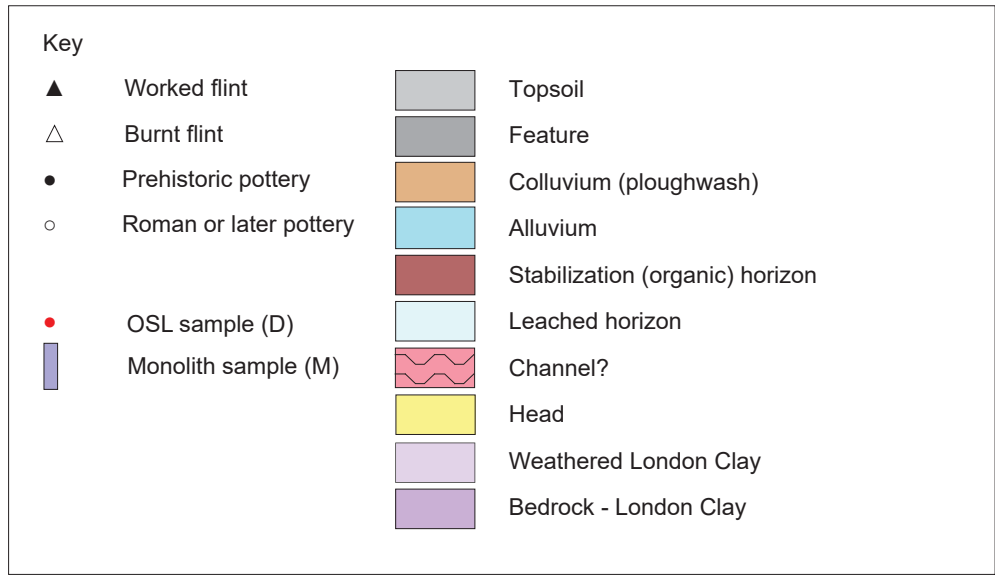 Key
Worked flint
Burnt flint
Prehistoric pottery
Roman or later pottery
OSL sample (D)
Monolith sample (M)
Topsoil
Feature
Colluvium (ploughwash)
Alluvium
Stabilization (organic) horizon
Leached horizon
Channel?
Head
Weathered London Clay
Bedrock - London Clay